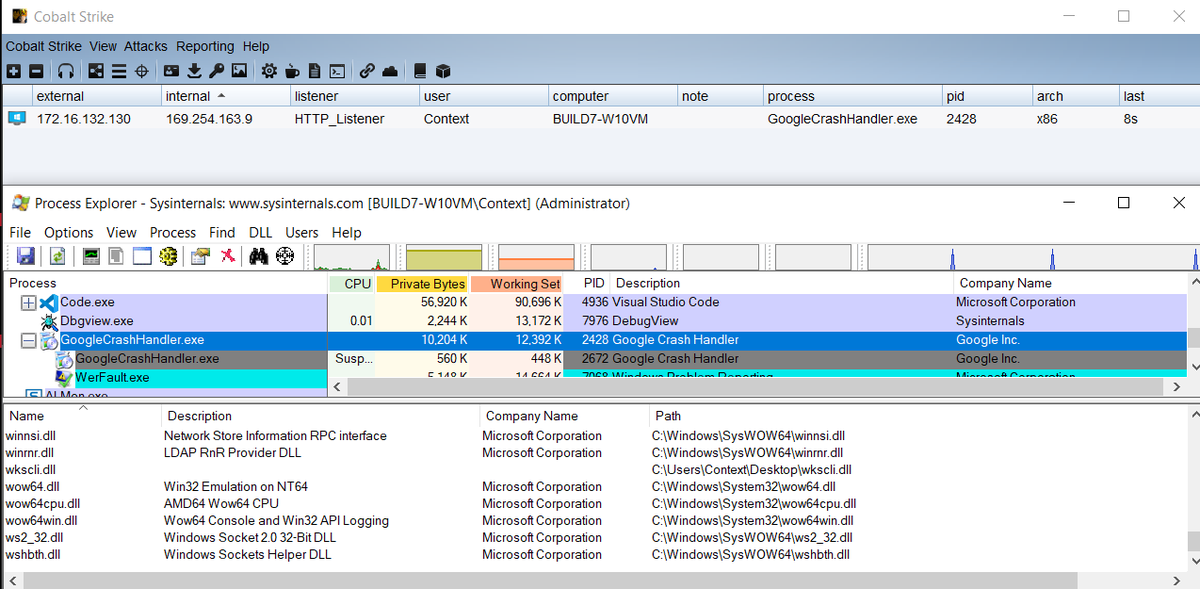 Cobalt Strike
Cobalt Strike View Attacks Reporting Help
external internal listener user computer note process pid arch last
172.16.132.130 169.254.163.9 HTTP_Listener Context BUILD7-W10VM GoogleCrashHandler.exe 2428 x86 8s
Process Explorer - Sysinternals: www.sysinternals.com [BUILD7-W10VM\Context] (Administrator)
File Options View Process Find DLL Users Help
Process CPU Private Bytes Working Set PID Description Company Name
Code.exe 56,920 K 90,696 K 4936 Visual Studio Code Microsoft Corporation
Dbgview.exe 0.01 2,244 K 13,172 K 7976 DebugView Sysinternals
GoogleCrashHandler.exe 10,204 K 12,392 K 2428 Google Crash Handler Google Inc.
GoogleCrashHandler.exe Susp... 560 K 448 K 2672 Google Crash Handler Google Inc.
WerFault.exe 5,148 K 14,664 K 7068 Windows Problem Reporting Microsoft Corporation
Name Description Company Name Path
winnsi.dll Network Store Information RPC interface Microsoft Corporation C:\Windows\SysWOW64\winnsi.dll
winrnr.dll LDAP RnR Provider DLL Microsoft Corporation C:\Windows\SysWOW64\winrnr.dll
wkscli.dll C:\Users\Context\Desktop\wkscli.dll
wow64.dll Win32 Emulation on NT64 Microsoft Corporation C:\Windows\System32\wow64.dll
wow64cpu.dll AMD64 Wow64 CPU Microsoft Corporation C:\Windows\System32\wow64cpu.dll
wow64win.dll Wow64 Console and Win32 API Logging Microsoft Corporation C:\Windows\System32\wow64win.dll
ws2_32.dll Windows Socket 2.0 32-Bit DLL Microsoft Corporation C:\Windows\SysWOW64\ws2_32.dll
wshbth.dll Windows Sockets Helper DLL Microsoft Corporation C:\Windows\SysWOW64\wshbth.dll